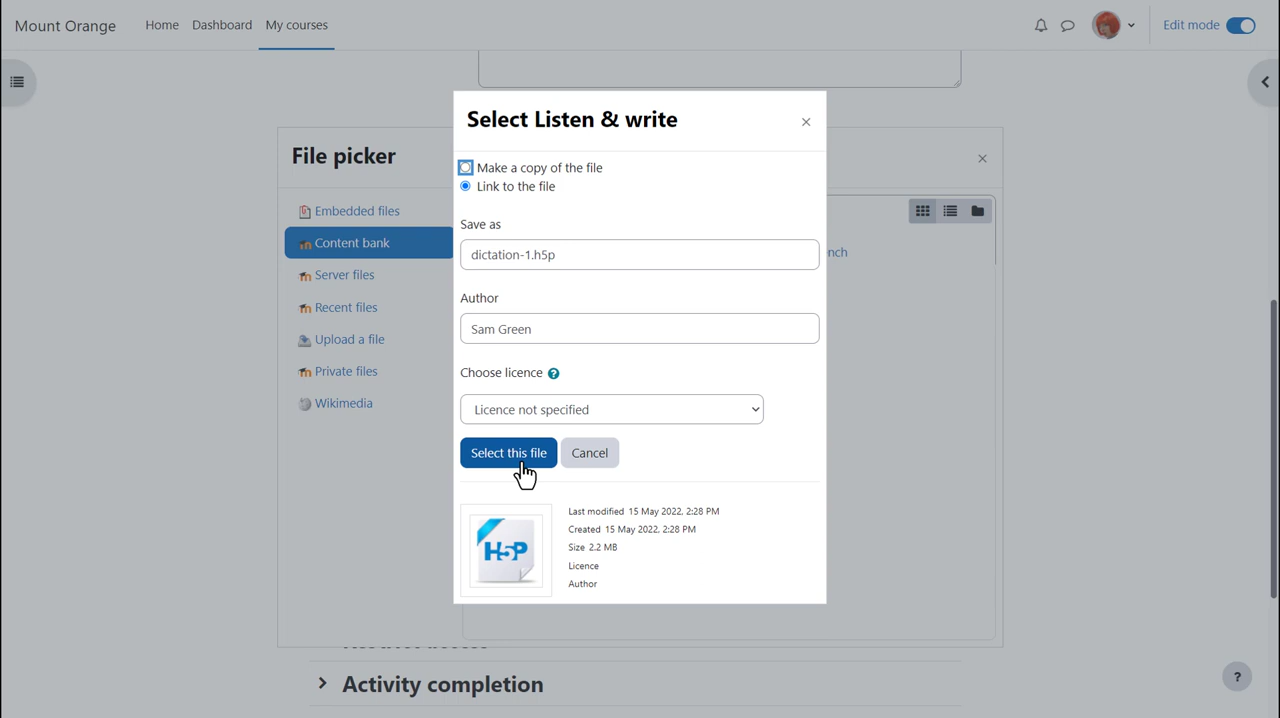 Mount Orange
Home
Dashboard
My courses
Edit mode
Select Listen & write
×
File picker
×
Make a copy of the file
Link to the file
Embedded files
Content bank
Server files
Recent files
Upload a file
Private files
Wikimedia
nch
Save as
dictation-1.h5p
Author
Sam Green
Choose licence ?
Licence not specified
Select this file
Cancel
H5P
Last modified 15 May 2022, 2:28 PM
Created 15 May 2022, 2:28 PM
Size 2.2 MB
Licence
Author
Activity completion
?